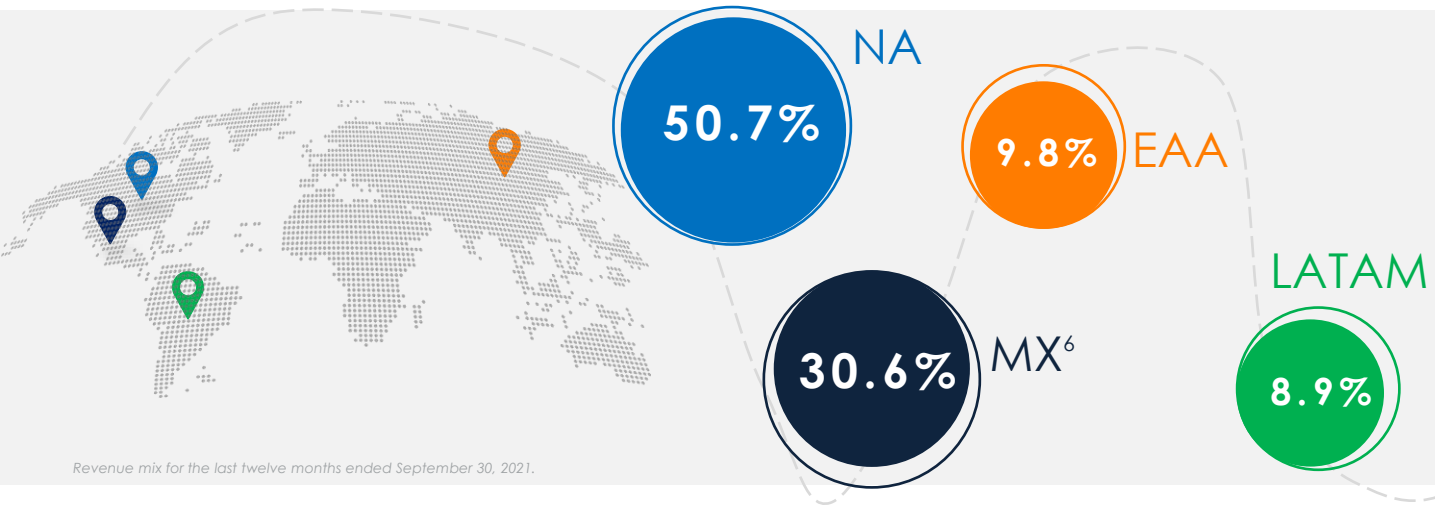 NA
50.7%
9.8% EAA
LATAM
MX⁶
30.6%
8.9%
Revenue mix for the last twelve months ended September 30, 2021.